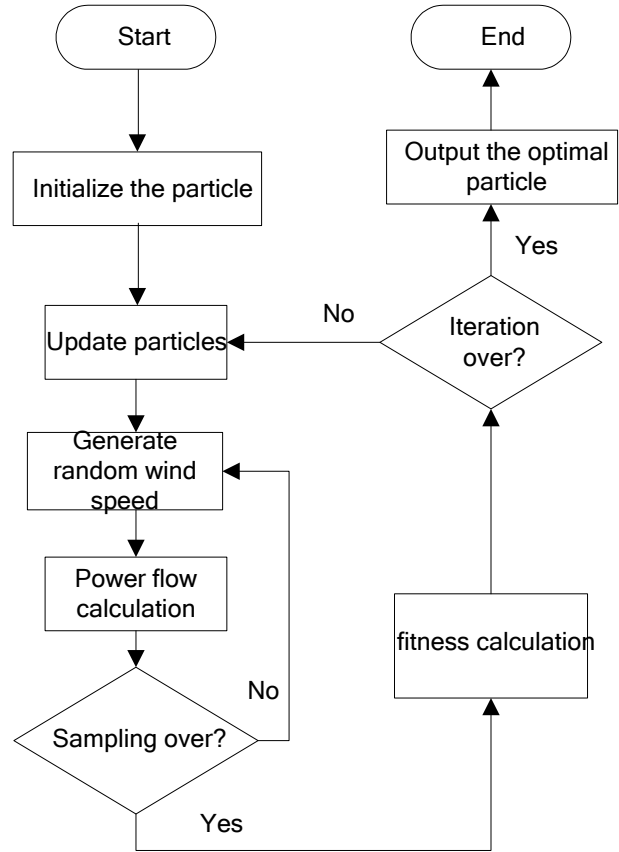 Start
Initialize the particle
Update particles
Generate
random wind
speed
Power flow
calculation
No
Sampling over?
Yes
fitness calculation
No
Iteration
over?
Yes
Output the optimal
particle
End